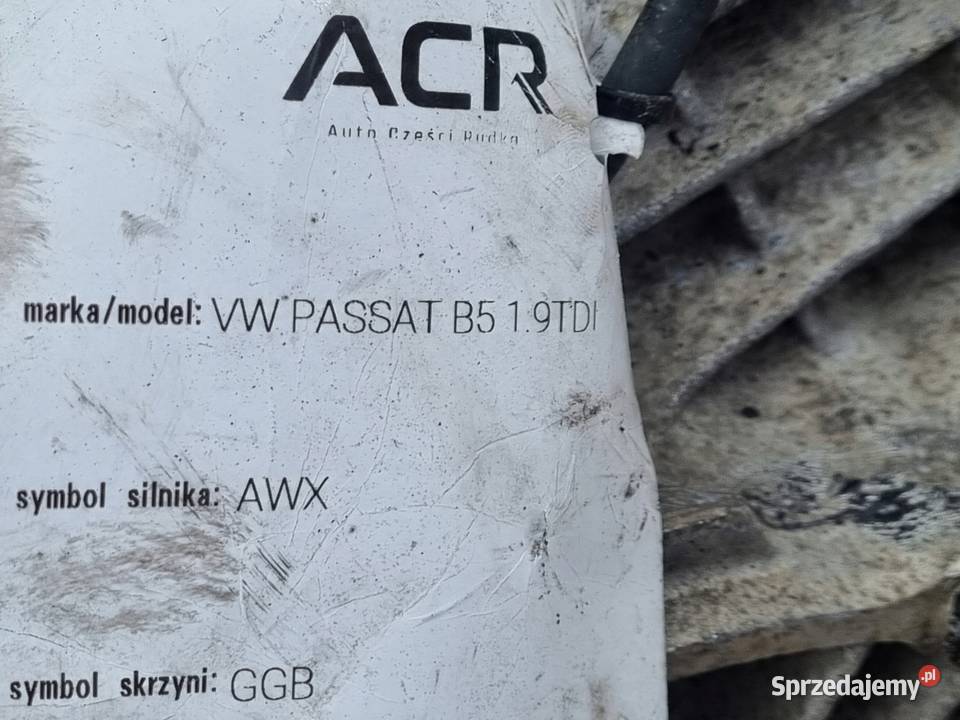 ACR
Auto Części Rudka
marka/model: VW PASSAT B5 1.9TDI
symbol silnika: AWX
symbol skrzyni: GGB
Sprzedajemy.pl